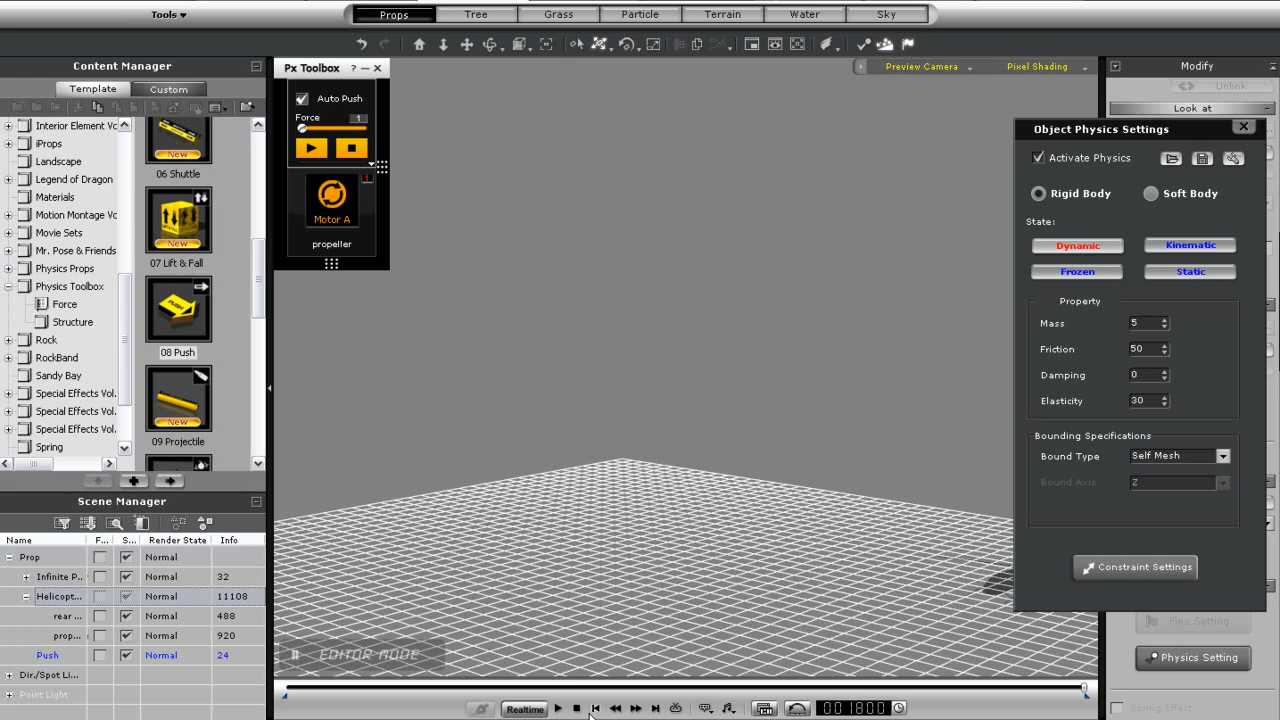 Tools
Props Tree Grass Particle Terrain Water Sky
Content Manager
Template Custom
Interior Element Vc
iProps
Landscape
Legend of Dragon
Materials
Motion Montage Vc
Movie Sets
Mr. Pose & Friends
Physics Props
Physics Toolbox
Force
Structure
Rock
RockBand
Sandy Bay
Special Effects Vol.
Special Effects Vol.
Special Effects Vol.
Spring
New
06 Shuttle
New
07 Lift & Fall
PUSH
08 Push
New
09 Projectile
Scene Manager
Name F... S... Render State Info
Prop Normal
Infinite P... Normal 32
Helicopt... Normal 11108
rear ... Normal 488
prop... Normal 920
Push Normal 24
Dir./Spot Li...
Point Light
Px Toolbox ?
Auto Push
Force 1
1
Motor A
propeller
Preview Camera Pixel Shading
EDITOR MODE
Realtime 001800
Modify
Unlink
Look at
Object Physics Settings
Activate Physics
Rigid Body Soft Body
State:
Dynamic Kinematic
Frozen Static
Property
Mass 5
Friction 50
Damping 0
Elasticity 30
Bounding Specifications
Bound Type Self Mesh
Bound Axis Z
Constraint Settings
Flex Setting
Physics Setting
Spring Effect